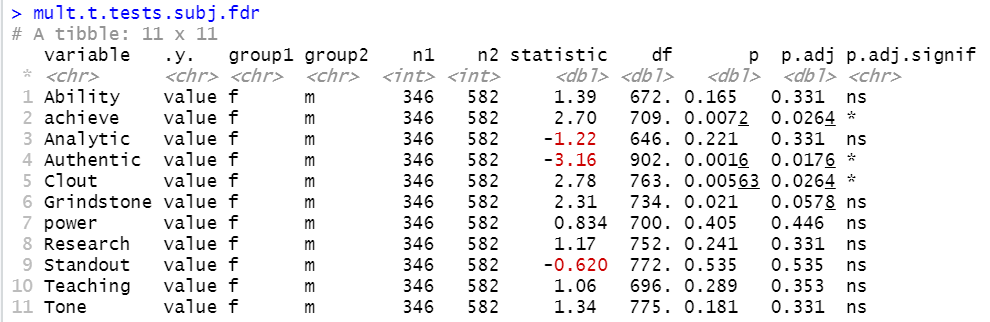 > mult.t.tests.subj.fdr
# A tibble: 11 x 11
   variable   .y.   group1 group2    n1    n2 statistic    df       p  p.adj p.adj.signif
 * <chr>      <chr> <chr>  <chr>  <int> <int>     <dbl> <dbl>   <dbl>  <dbl> <chr>
 1 Ability    value f      m        346   582     1.39   672. 0.165   0.331  ns
 2 achieve    value f      m        346   582     2.70   709. 0.0072  0.0264 *
 3 Analytic   value f      m        346   582    -1.22   646. 0.221   0.331  ns
 4 Authentic  value f      m        346   582    -3.16   902. 0.0016  0.0176 *
 5 Clout      value f      m        346   582     2.78   763. 0.00563 0.0264 *
 6 Grindstone value f      m        346   582     2.31   734. 0.021   0.0578 ns
 7 power      value f      m        346   582     0.834  700. 0.405   0.446  ns
 8 Research   value f      m        346   582     1.17   752. 0.241   0.331  ns
 9 Standout   value f      m        346   582    -0.620  772. 0.535   0.535  ns
10 Teaching   value f      m        346   582     1.06   696. 0.289   0.353  ns
11 Tone       value f      m        346   582     1.34   775. 0.181   0.331  ns